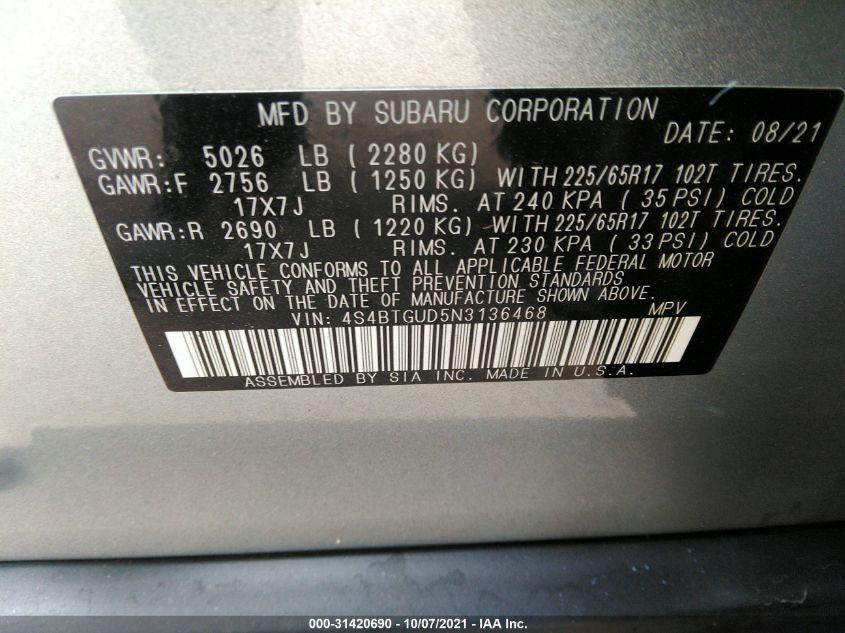 MFD BY SUBARU CORPORATION
DATE: 08/21
GVWR: 5026 LB ( 2280 KG)
GAWR:F 2756 LB ( 1250 KG) WITH 225/65R17 102T TIRES.
17X7J RIMS. AT 240 KPA ( 35 PSI) COLD
GAWR:R 2690 LB ( 1220 KG) WITH 225/65R17 102T TIRES.
17X7J RIMS. AT 230 KPA ( 33 PSI) COLD
THIS VEHICLE CONFORMS TO ALL APPLICABLE FEDERAL MOTOR
VEHICLE SAFETY AND THEFT PREVENTION STANDARDS
IN EFFECT ON THE DATE OF MANUFACTURE SHOWN ABOVE.
VIN: 4S4BTGUD5N3136468 MPV
ASSEMBLED BY SIA INC. MADE IN U.S.A.
000-31420690 - 10/07/2021 - IAA Inc.